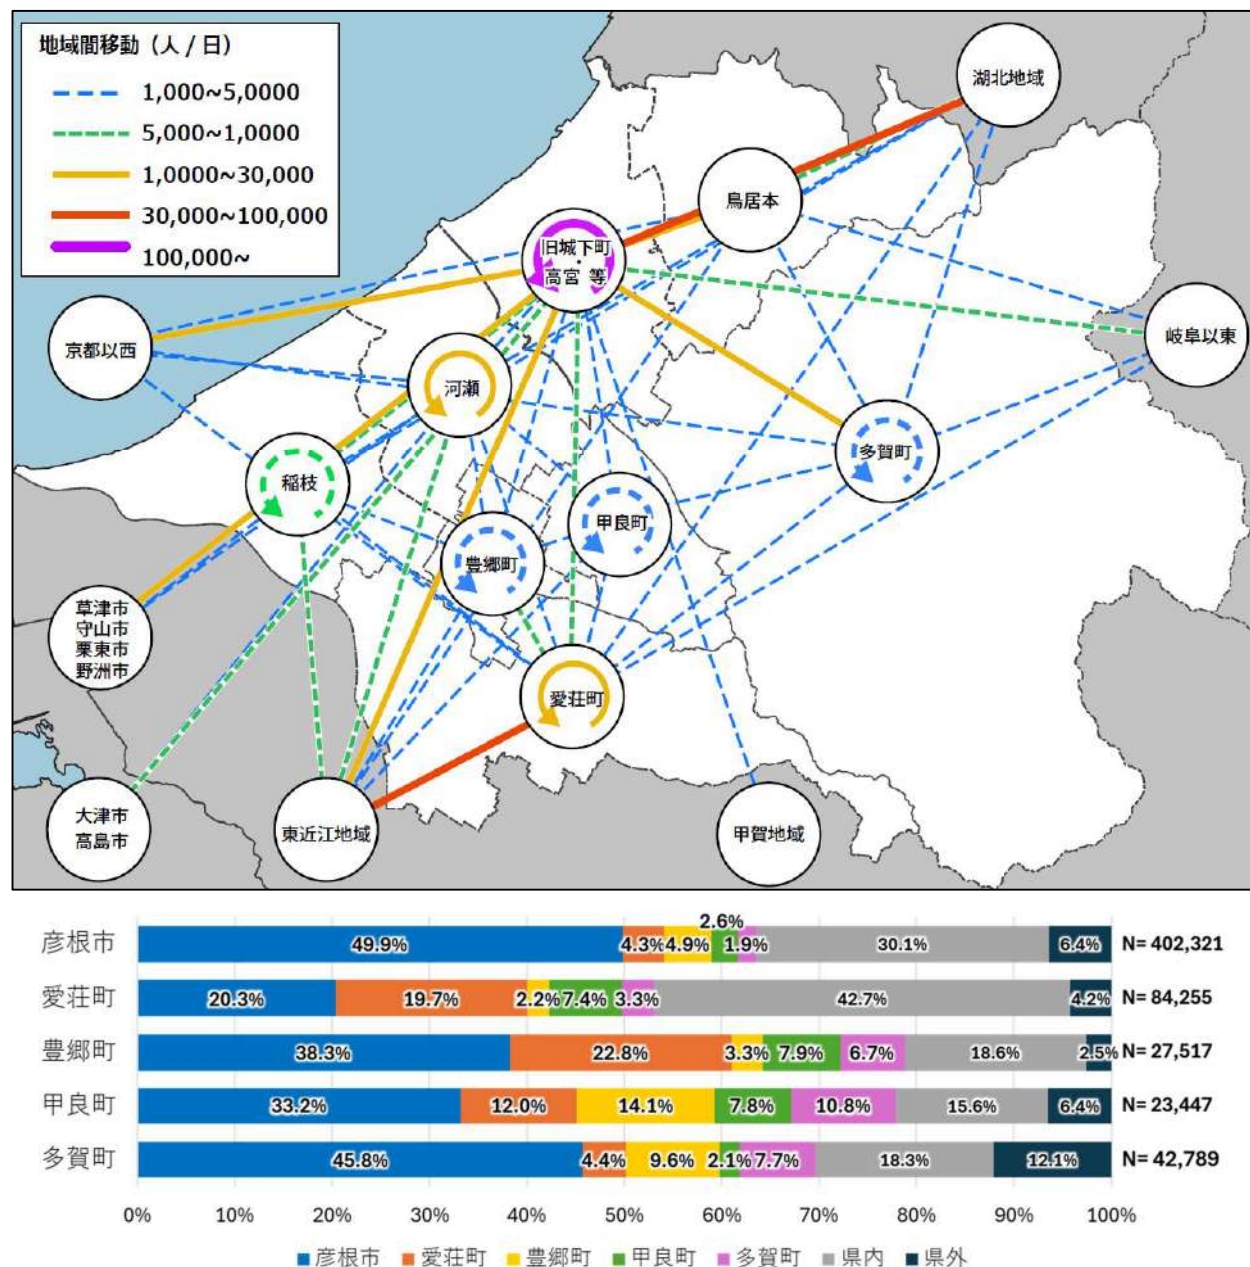 地域間移動（人 / 日）
1,000~5,0000
5,000~1,0000
1,0000~30,000
30,000~100,000
100,000~
湖北地域
鳥居本
旧城下町
・
高宮 等
京都以西
岐阜以東
河瀬
多賀町
稲枝
甲良町
豊郷町
草津市
守山市
栗東市
野洲市
愛荘町
大津市
高島市
東近江地域
甲賀地域
2.6%
彦根市 49.9% 4.3% 4.9% 1.9% 30.1% 6.4% N= 402,321
愛荘町 20.3% 19.7% 2.2% 7.4% 3.3% 42.7% 4.2% N= 84,255
豊郷町 38.3% 22.8% 3.3% 7.9% 6.7% 18.6% 2.5% N= 27,517
甲良町 33.2% 12.0% 14.1% 7.8% 10.8% 15.6% 6.4% N= 23,447
多賀町 45.8% 4.4% 9.6% 2.1% 7.7% 18.3% 12.1% N= 42,789
0% 10% 20% 30% 40% 50% 60% 70% 80% 90% 100%
彦根市 愛荘町 豊郷町 甲良町 多賀町 県内 県外